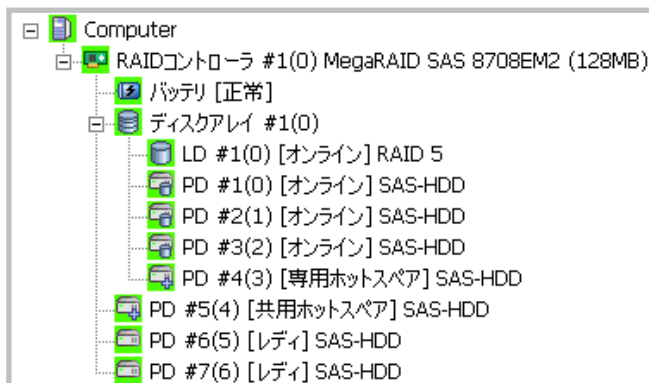 Computer
RAIDコントローラ #1(0) MegaRAID SAS 8708EM2 (128MB)
バッテリ [正常]
ディスクアレイ #1(0)
LD #1(0) [オンライン] RAID 5
PD #1(0) [オンライン] SAS-HDD
PD #2(1) [オンライン] SAS-HDD
PD #3(2) [オンライン] SAS-HDD
PD #4(3) [専用ホットスペア] SAS-HDD
PD #5(4) [共用ホットスペア] SAS-HDD
PD #6(5) [レディ] SAS-HDD
PD #7(6) [レディ] SAS-HDD